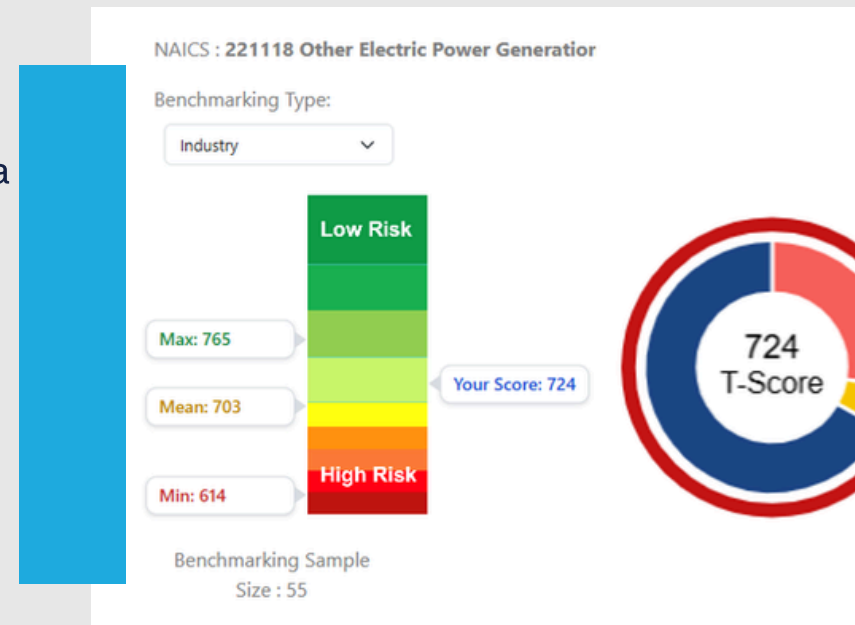 NAICS : 221118 Other Electric Power Generatior
Benchmarking Type:
Industry
a
Low Risk
Max: 765
724
T-Score
Your Score: 724
Mean: 703
High Risk
Min: 614
Benchmarking Sample
Size : 55